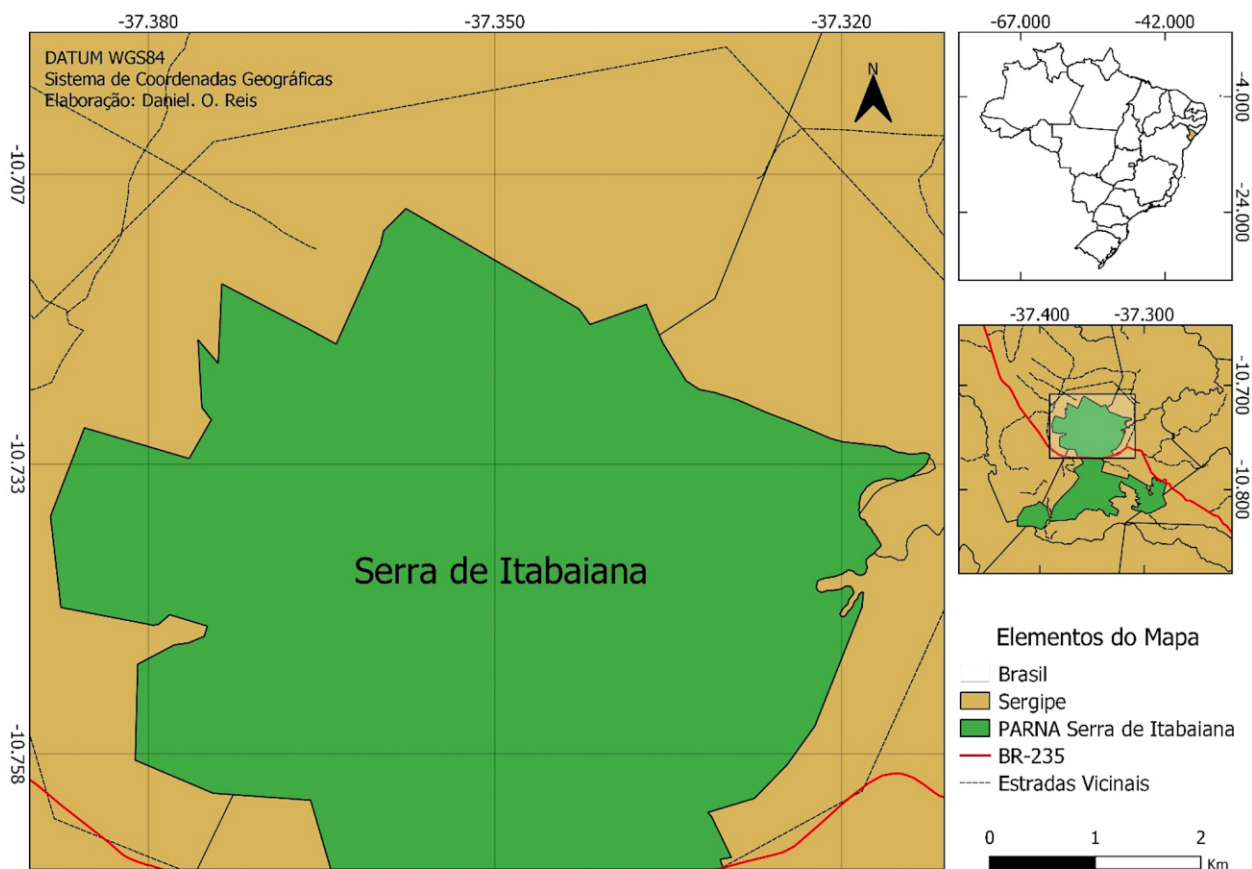 -37.380
-37.350
-37.320
DATUM WGS84
Sistema de Coordenadas Geográficas
Elaboração: Daniel. O. Reis
N
-10.707
-10.733
-10.758
Serra de Itabaiana
-67.000
-42.000
-4.000
-24.000
-37.400
-37.300
-10.700
-10.800
Elementos do Mapa
Brasil
Sergipe
PARNA Serra de Itabaiana
BR-235
Estradas Vicinais
0 1 2
Km